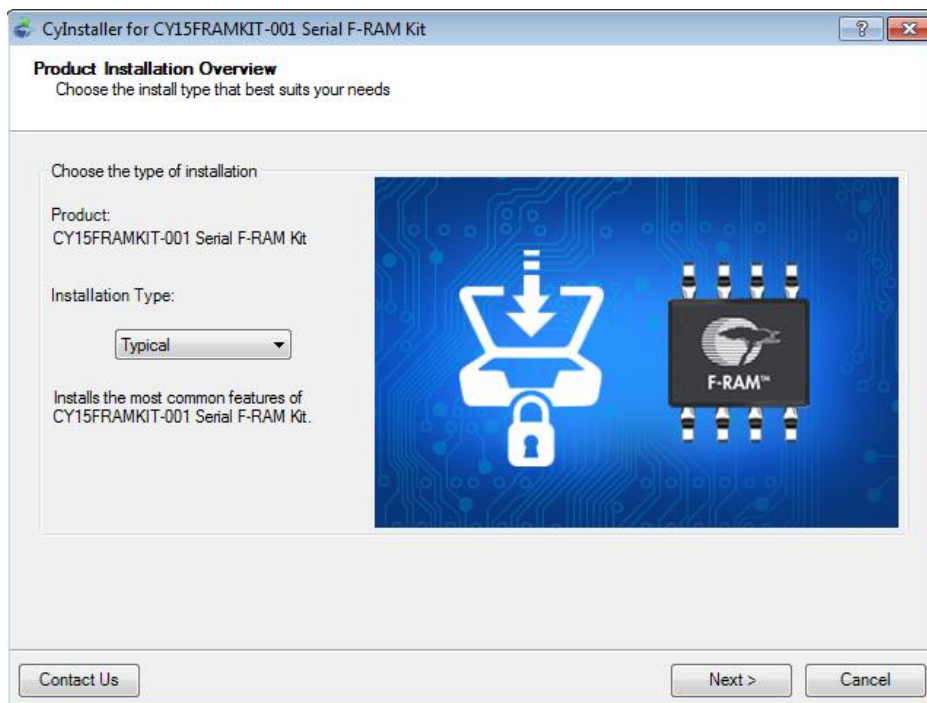 CyInstaller for CY15FRAMKIT-001 Serial F-RAM Kit
Product Installation Overview
Choose the install type that best suits your needs
Choose the type of installation
Product:
CY15FRAMKIT-001 Serial F-RAM Kit
Installation Type:
Typical
Installs the most common features of
CY15FRAMKIT-001 Serial F-RAM Kit.
F-RAM™
Contact Us
Next >
Cancel